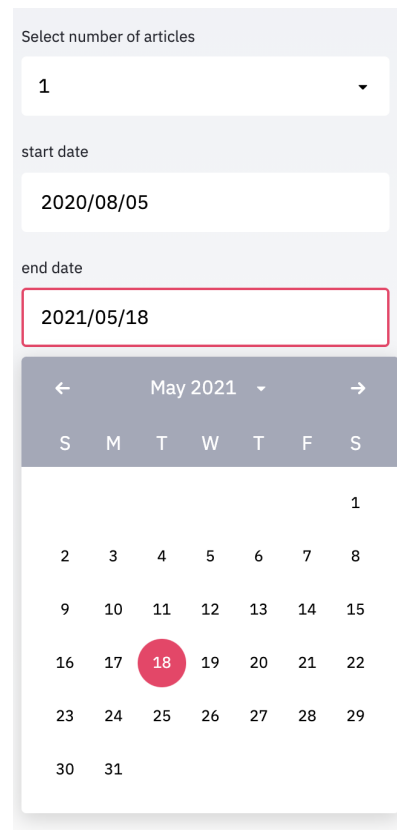 Select number of articles
1
start date
2020/08/05
end date
2021/05/18
May 2021
S M T W T F S
1
2 3 4 5 6 7 8
9 10 11 12 13 14 15
16 17 18 19 20 21 22
23 24 25 26 27 28 29
30 31